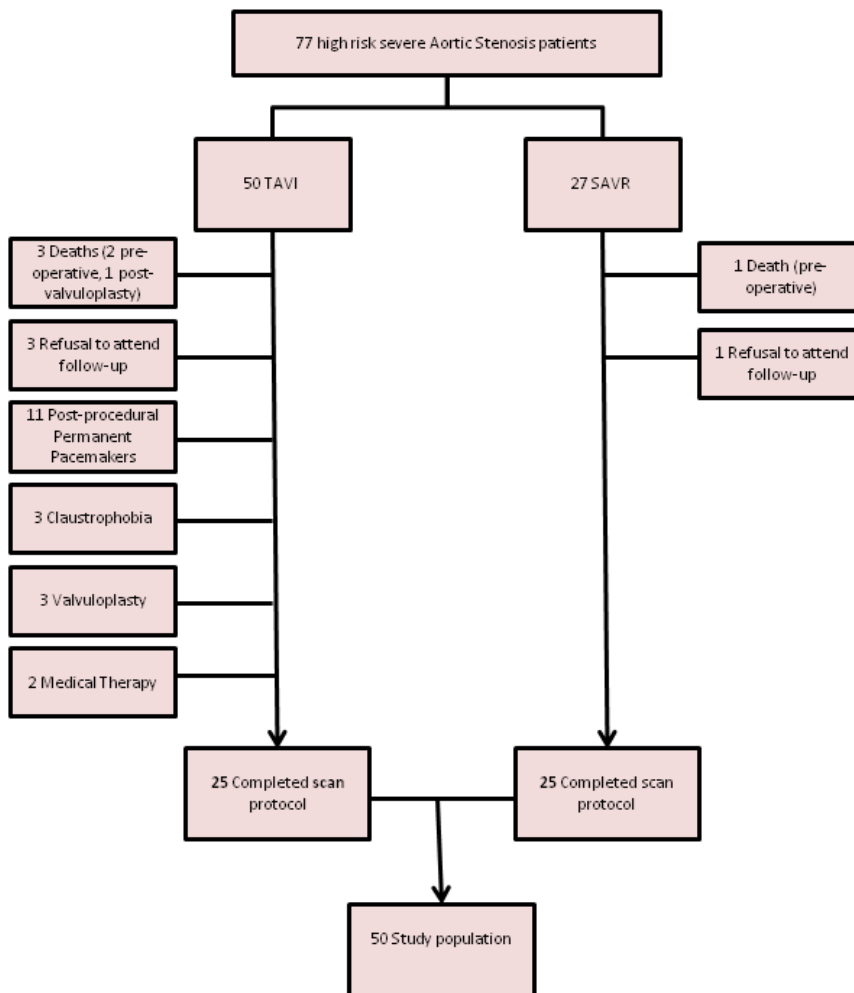 77 high risk severe Aortic Stenosis patients
50 TAVI
27 SAVR
3 Deaths (2 pre-
operative, 1 post-
valvuloplasty)
1 Death (pre-
operative)
3 Refusal to attend
follow-up
1 Refusal to attend
follow-up
11 Post-procedural
Permanent
Pacemakers
3 Claustrophobia
3 Valvuloplasty
2 Medical Therapy
25 Completed scan
protocol
25 Completed scan
protocol
50 Study population